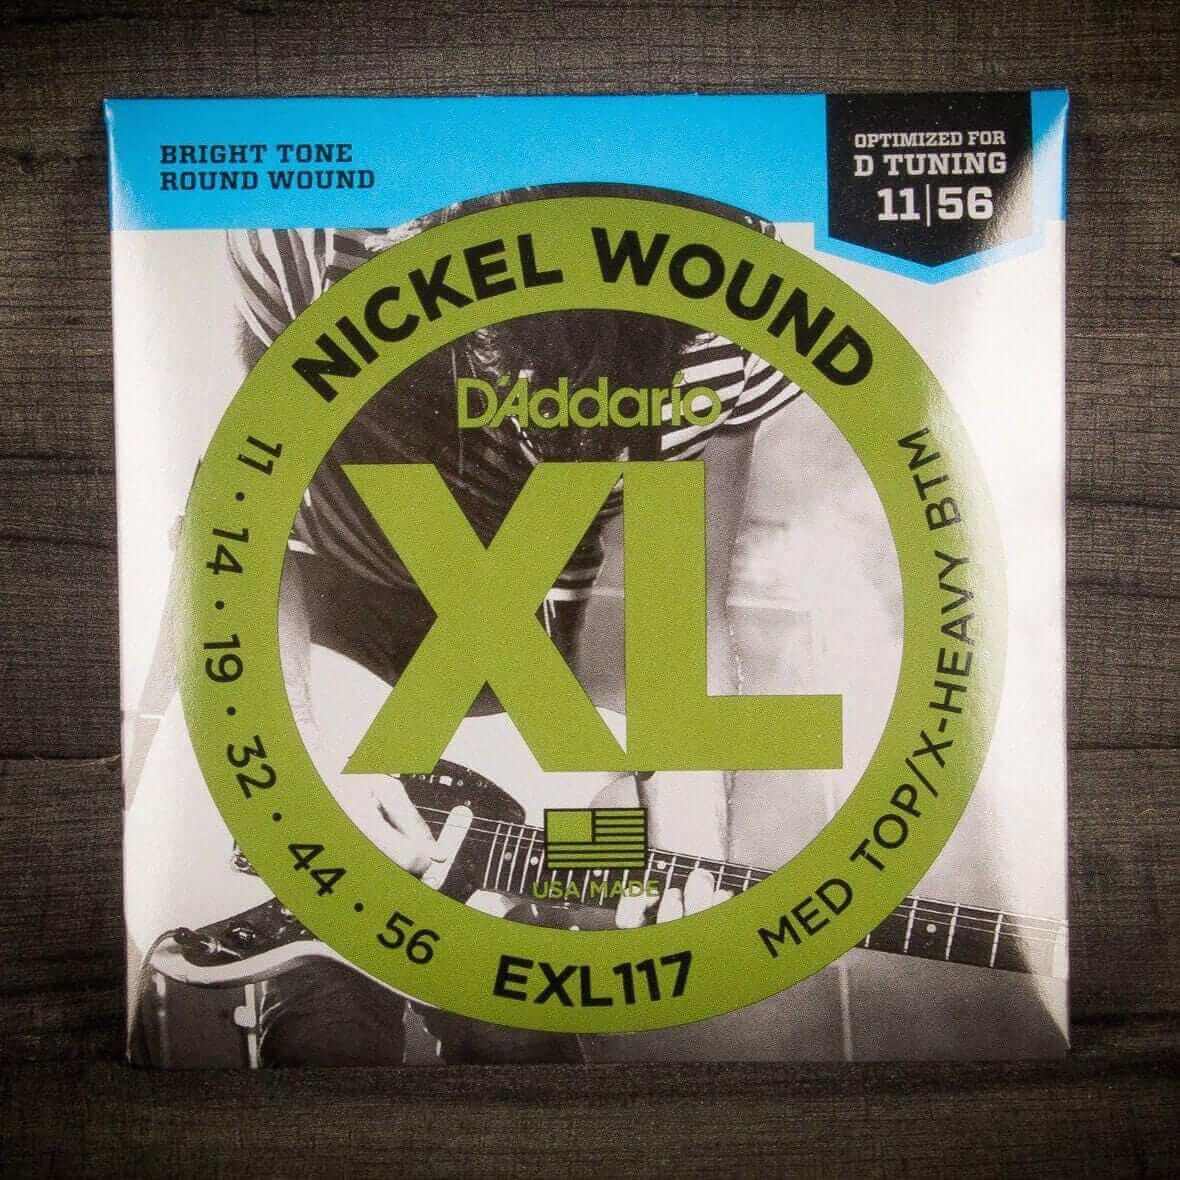 BRIGHT TONE
ROUND WOUND
OPTIMIZED FOR
D TUNING
11|56
NICKEL WOUND
D'Addario
XL
USA MADE
11 · 14 · 19 · 32 · 44 · 56
EXL117
MED TOP/X-HEAVY BTM